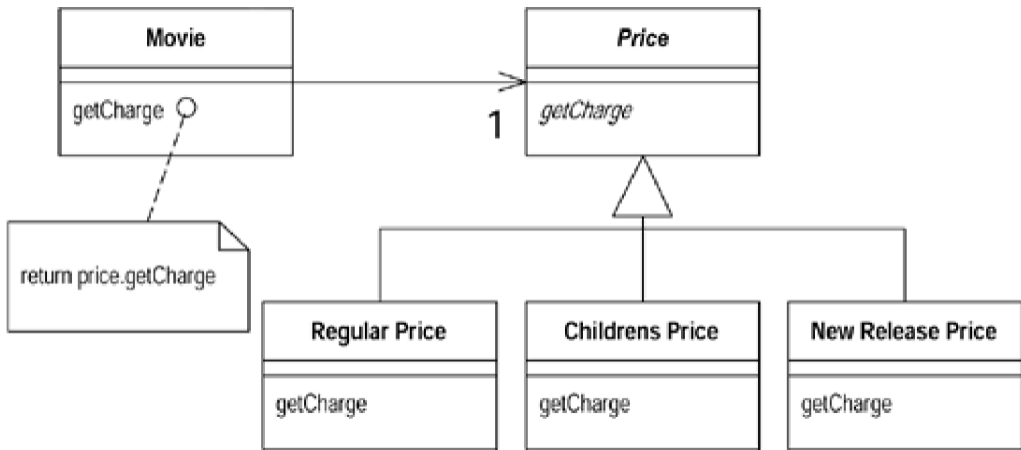 Movie
getCharge
return price.getCharge
1
Price
getCharge
Regular Price
getCharge
Childrens Price
getCharge
New Release Price
getCharge